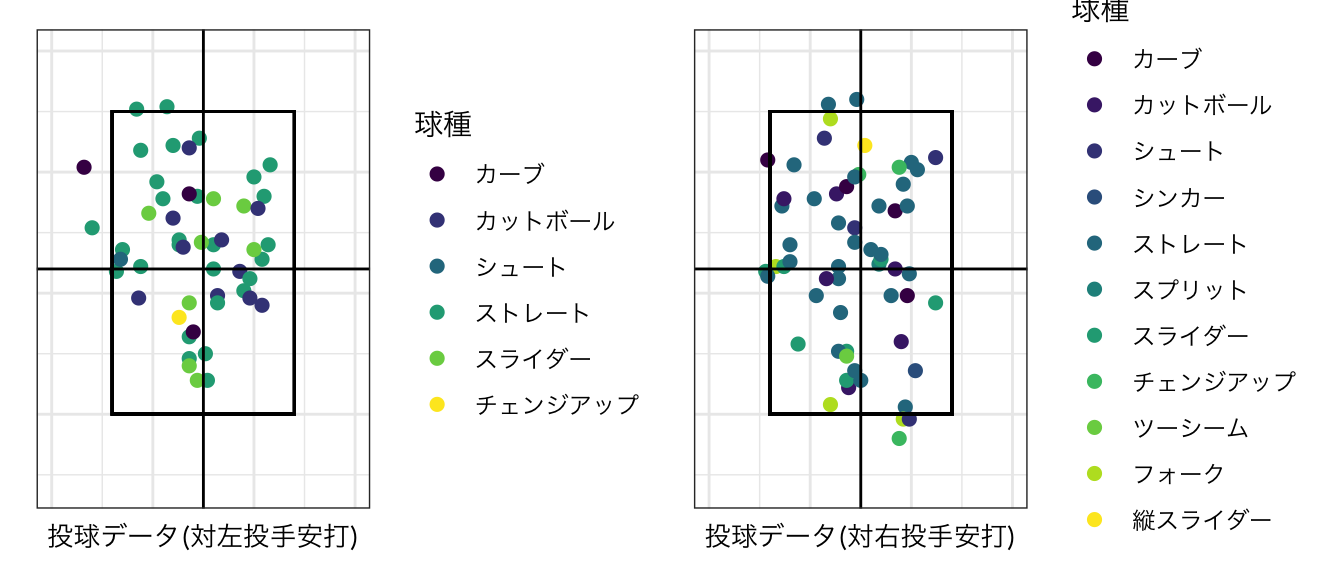 球種
カーブ
カットボール
シュート
ストレート
スライダー
チェンジアップ
投球データ(対左投手安打)
球種
カーブ
カットボール
シュート
シンカー
ストレート
スプリット
スライダー
チェンジアップ
ツーシーム
フォーク
縦スライダー
投球データ(対右投手安打)